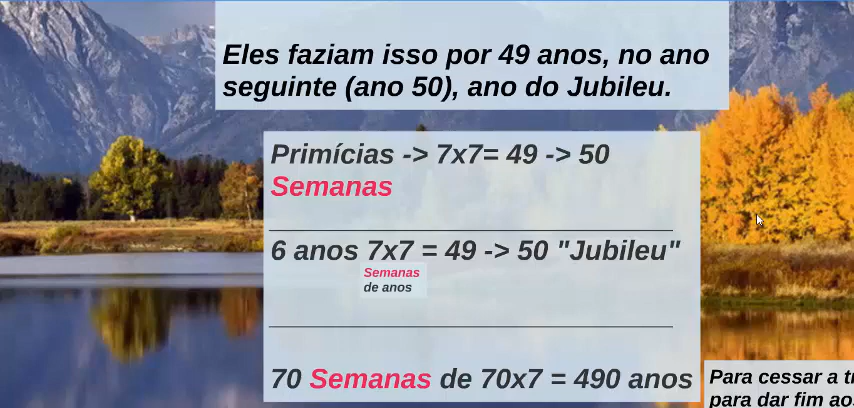 Eles faziam isso por 49 anos, no ano
seguinte (ano 50), ano do Jubileu.
Primícias -> 7x7= 49 -> 50
Semanas
6 anos 7x7 = 49 -> 50 "Jubileu"
Semanas
de anos
70 Semanas de 70x7 = 490 anos
Para cessar a
para dar fim